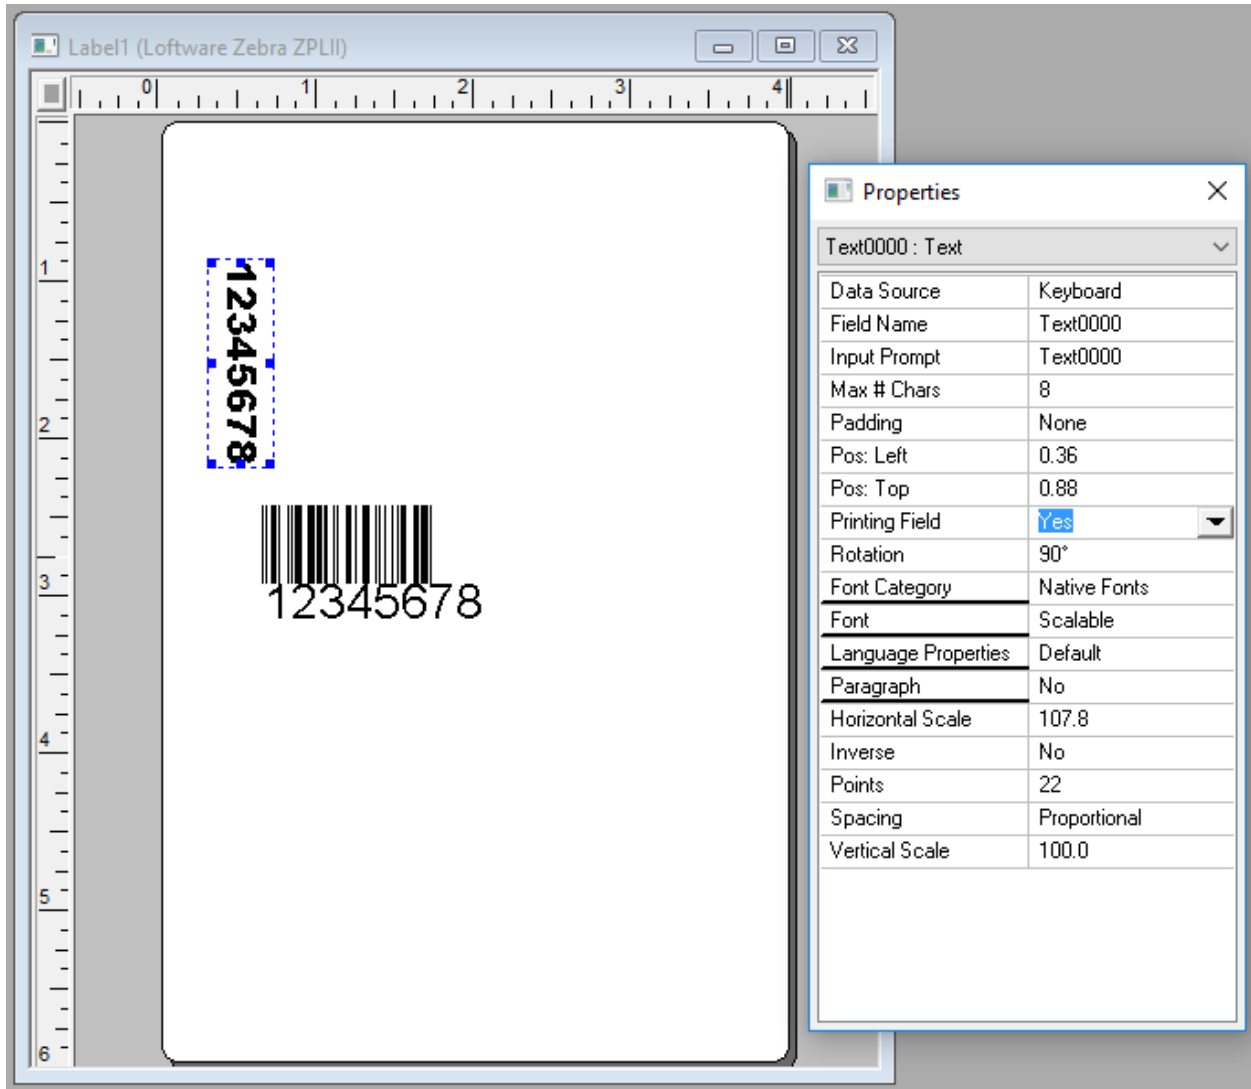 Label1 (Loftware Zebra ZPLII)
0 1 2 3 4
1
2
3
4
5
6
12345678
12345678
Properties
Text0000 : Text
Data Source Keyboard
Field Name Text0000
Input Prompt Text0000
Max # Chars 8
Padding None
Pos: Left 0.36
Pos: Top 0.88
Printing Field Yes
Rotation 90°
Font Category Native Fonts
Font Scalable
Language Properties Default
Paragraph No
Horizontal Scale 107.8
Inverse No
Points 22
Spacing Proportional
Vertical Scale 100.0